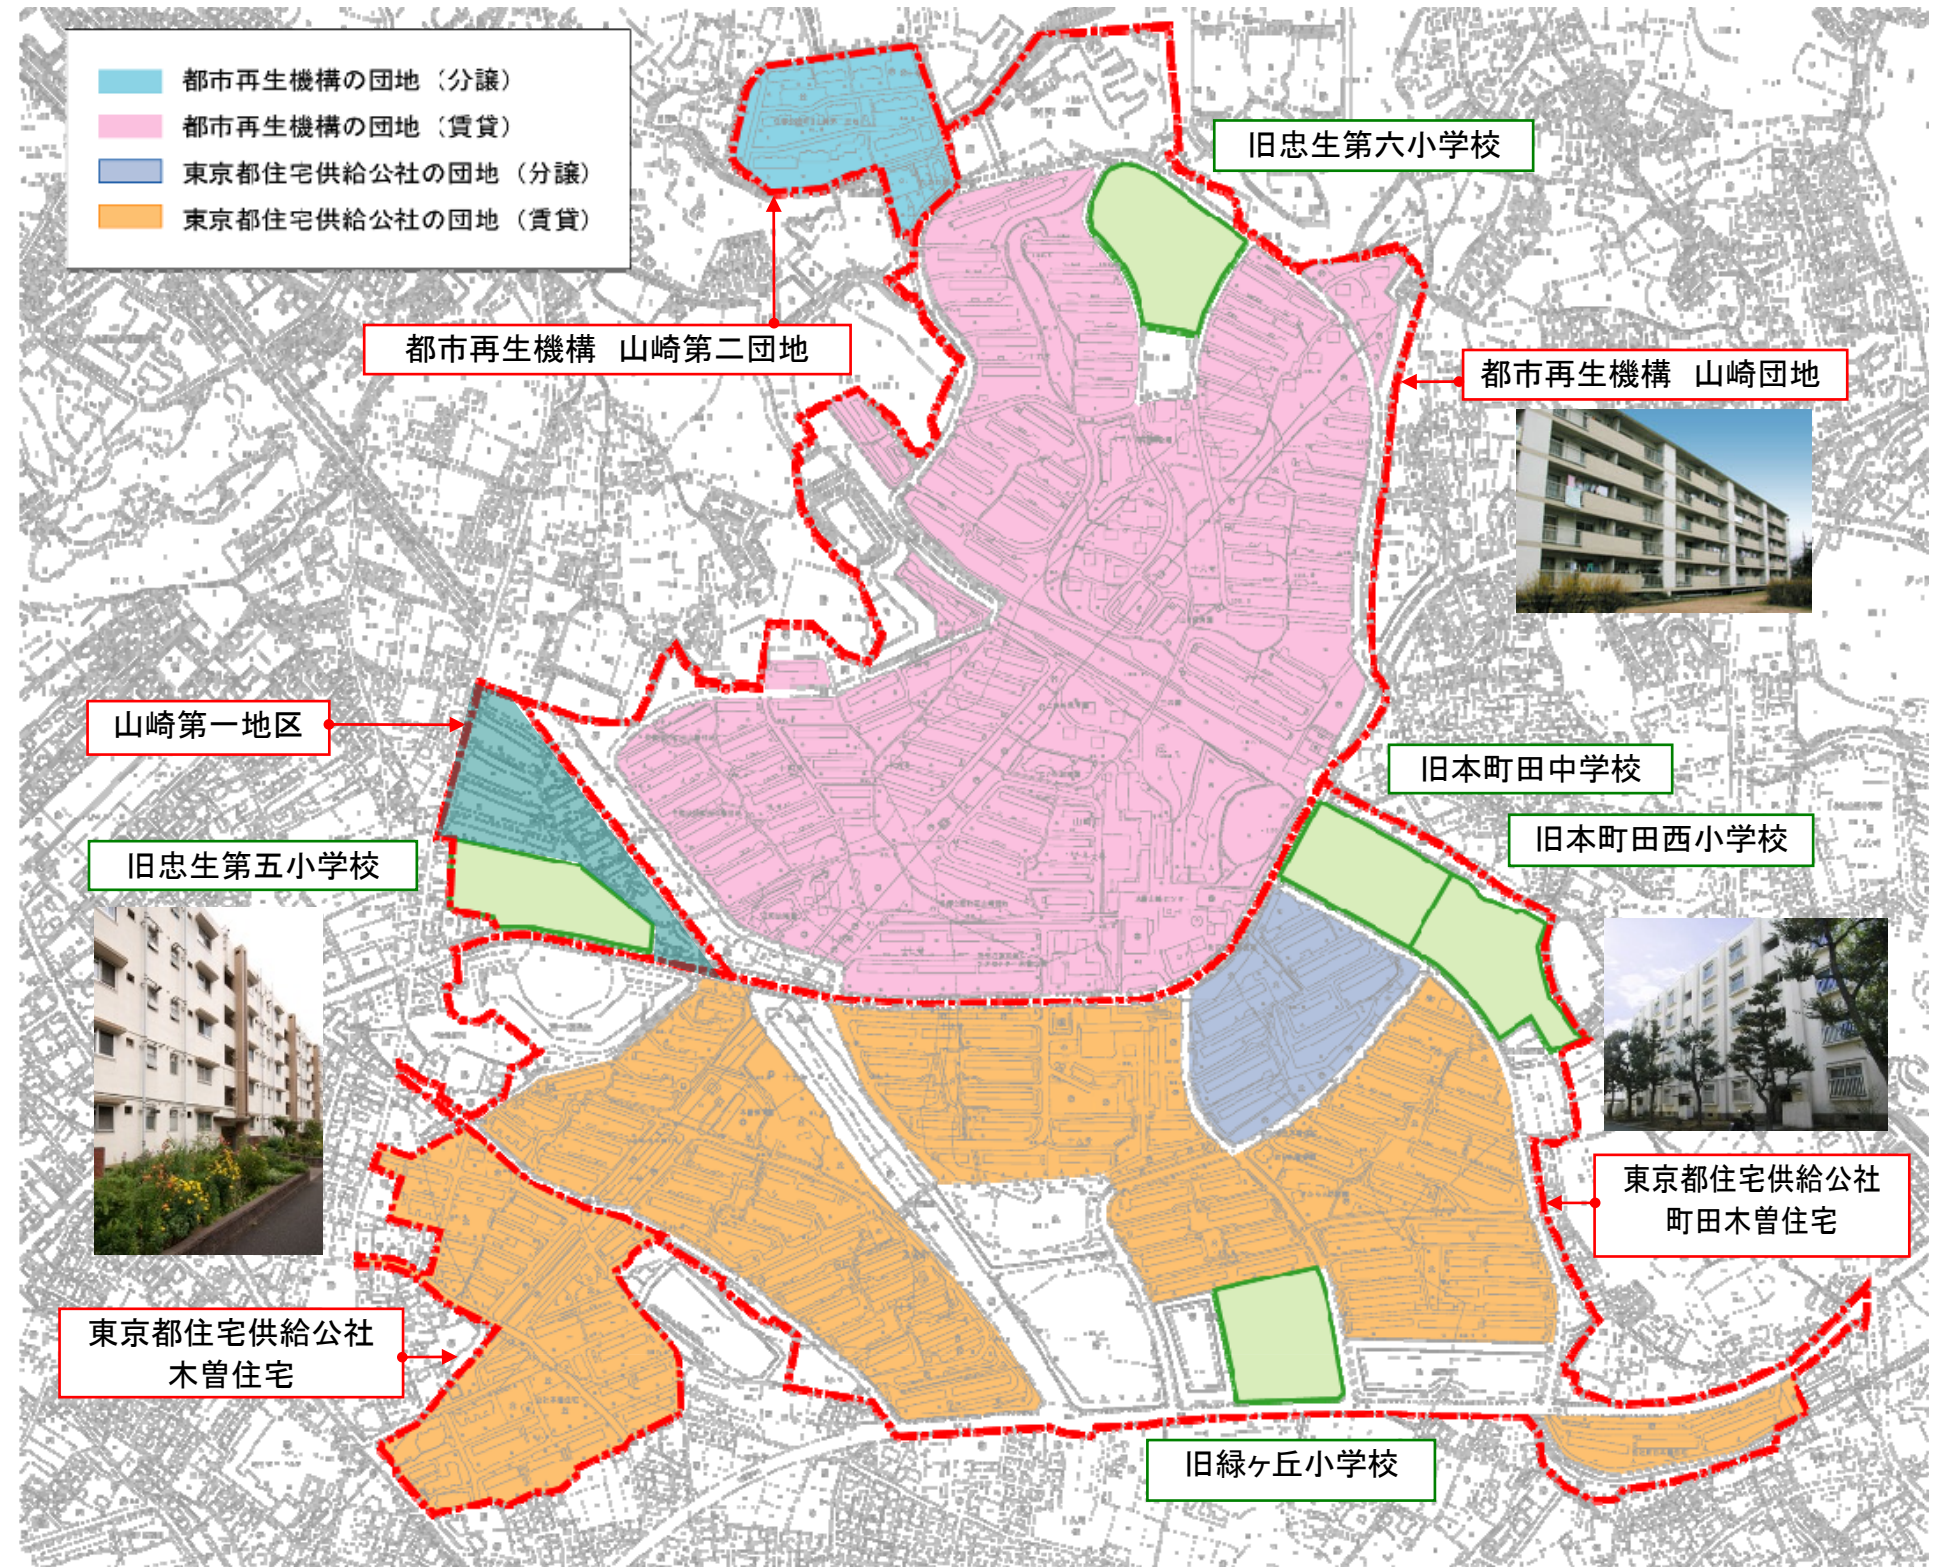 都市再生機構の団地（分譲）
都市再生機構の団地（賃貸）
東京都住宅供給公社の団地（分譲）
東京都住宅供給公社の団地（賃貸）
旧忠生第六小学校
都市再生機構　山崎第二団地
都市再生機構　山崎団地
山崎第一地区
旧本町田中学校
旧本町田西小学校
旧忠生第五小学校
東京都住宅供給公社
町田木曽住宅
東京都住宅供給公社
木曽住宅
旧緑ヶ丘小学校